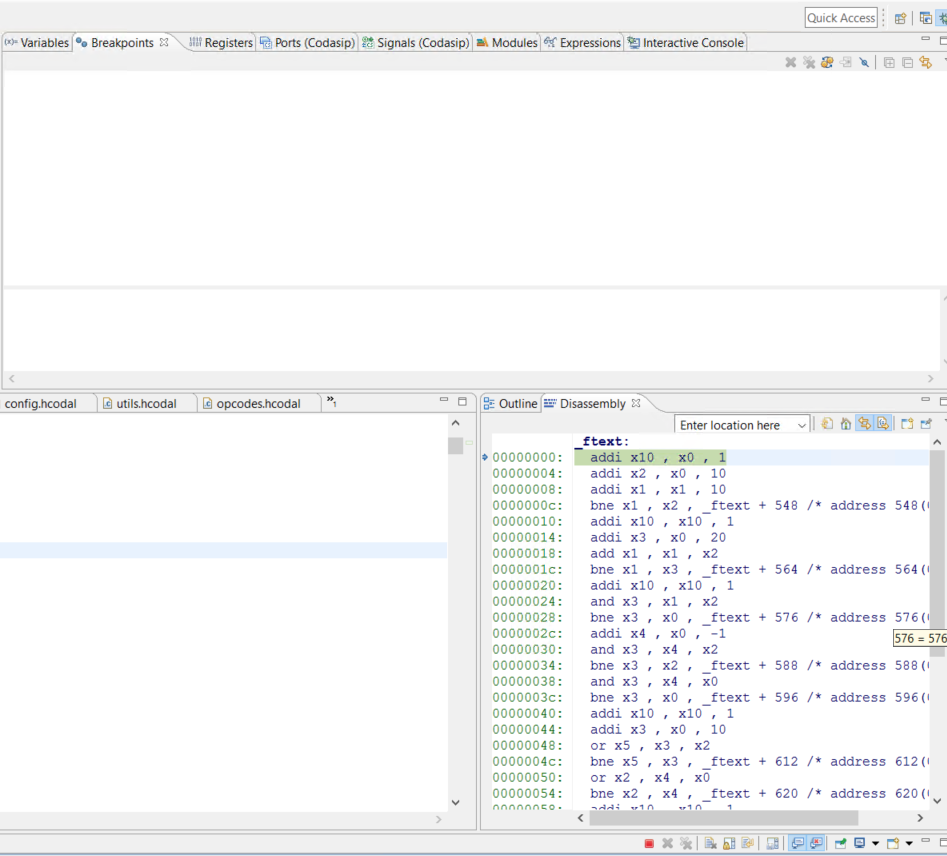 Quick Access
(x)= Variables Breakpoints Registers Ports (Codasip) Signals (Codasip) Modules Expressions Interactive Console
config.hcodal utils.hcodal opcodes.hcodal »1
Outline Disassembly
Enter location here
_ftext:
00000000: addi x10 , x0 , 1
00000004: addi x2 , x0 , 10
00000008: addi x1 , x1 , 10
0000000c: bne x1 , x2 , _ftext + 548 /* address 548(
00000010: addi x10 , x10 , 1
00000014: addi x3 , x0 , 20
00000018: add x1 , x1 , x2
0000001c: bne x1 , x3 , _ftext + 564 /* address 564(
00000020: addi x10 , x10 , 1
00000024: and x3 , x1 , x2
00000028: bne x3 , x0 , _ftext + 576 /* address 576(
576 = 576
0000002c: addi x4 , x0 , -1
00000030: and x3 , x4 , x2
00000034: bne x3 , x2 , _ftext + 588 /* address 588(
00000038: and x3 , x4 , x0
0000003c: bne x3 , x0 , _ftext + 596 /* address 596(
00000040: addi x10 , x10 , 1
00000044: addi x3 , x0 , 10
00000048: or x5 , x3 , x2
0000004c: bne x5 , x3 , _ftext + 612 /* address 612(
00000050: or x2 , x4 , x0
00000054: bne x2 , x4 , _ftext + 620 /* address 620(
00000058: addi x10 , x10 , 1